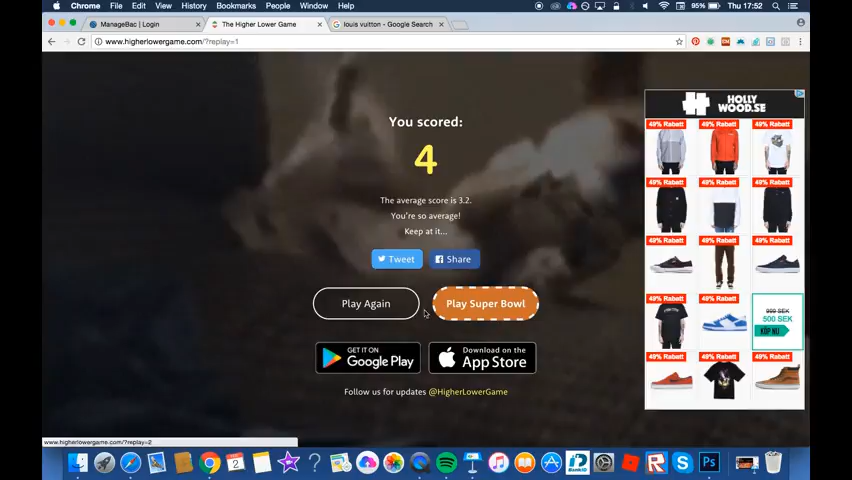 Chrome File Edit View History Bookmarks People Window Help 95% Thu 17:52
ManageBac | Login The Higher Lower Game louis vuitton - Google Search
www.higherlowergame.com/?replay=1
You scored:
4
The average score is 3.2.
You're so average!
Keep at it...
Tweet Share
Play Again Play Super Bowl
GET IT ON
Google Play
Download on the
App Store
Follow us for updates @HigherLowerGame
HOLLY
WOOD.SE
49% Rabatt 49% Rabatt 49% Rabatt
49% Rabatt 49% Rabatt 49% Rabatt
49% Rabatt 49% Rabatt 49% Rabatt
49% Rabatt 49% Rabatt
999 SEK
500 SEK
KÖP NU
49% Rabatt 49% Rabatt 49% Rabatt
www.higherlowergame.com/?replay=2